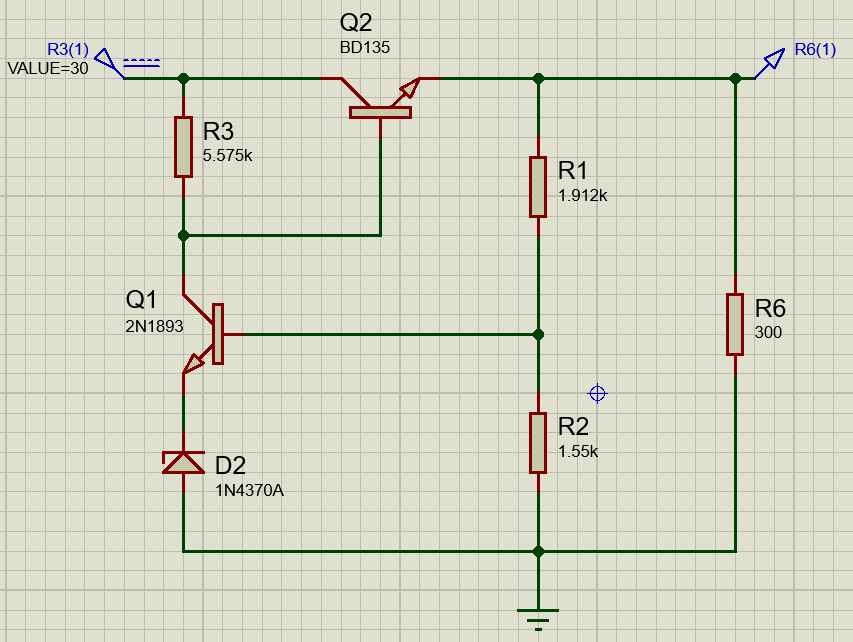 Q2
BD135
R3(1)
VALUE=30
R6(1)
R3
5.575k
R1
1.912k
Q1
2N1893
R6
300
R2
1.55k
D2
1N4370A